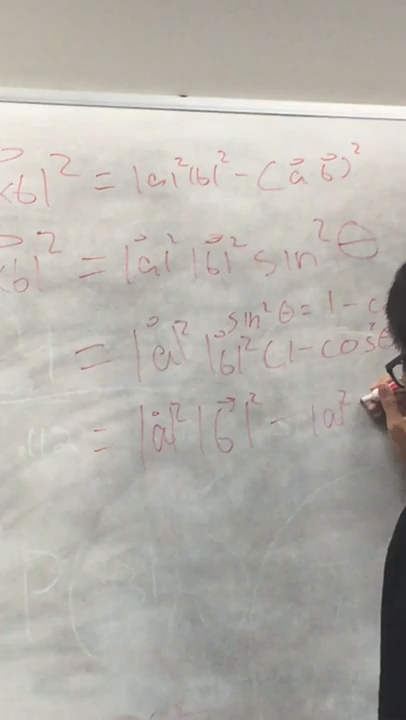 ×b|² = |a|²|b|² - (a⃗·b⃗)²
×b|² = |a⃗|² |b⃗|² sin²θ
sin²θ = 1 - c
= |a⃗|² |b⃗|² (1 - cos²θ
= |a⃗|² |b⃗|² - |a|²